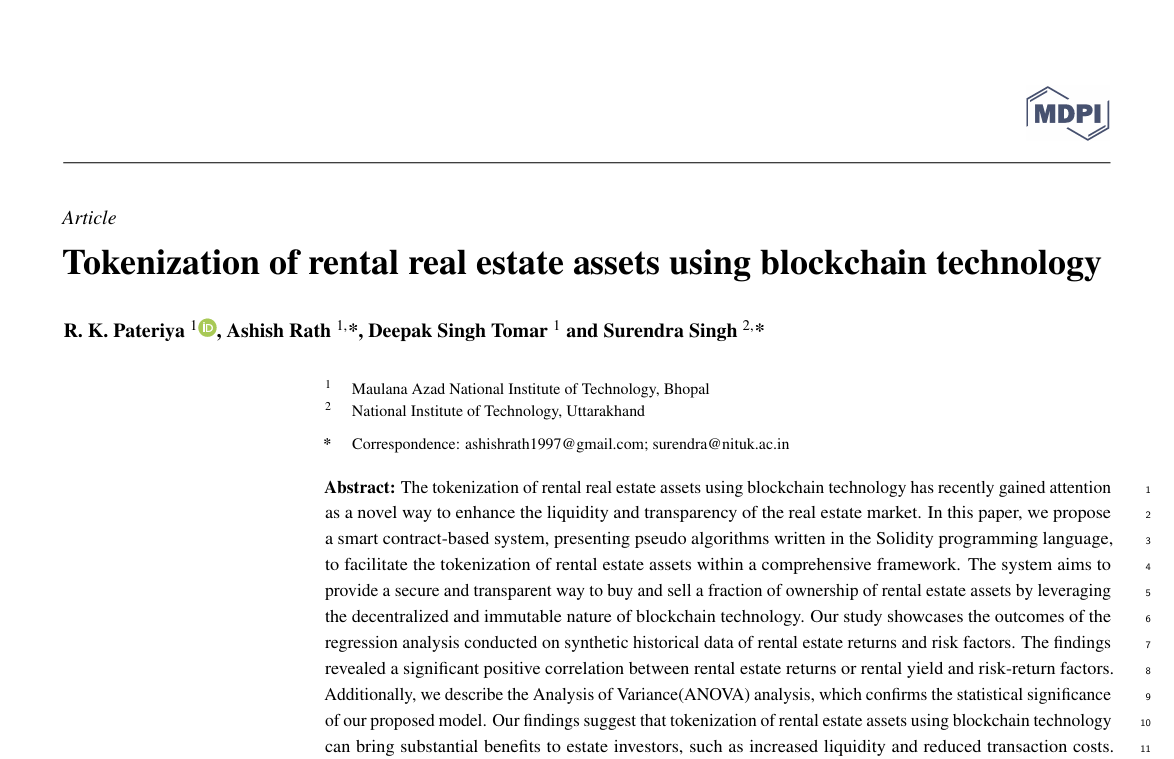 MDPI
Article
Tokenization of rental real estate assets using blockchain technology
R. K. Pateriya 1 iD, Ashish Rath 1,*, Deepak Singh Tomar 1 and Surendra Singh 2,*
1 Maulana Azad National Institute of Technology, Bhopal
2 National Institute of Technology, Uttarakhand
* Correspondence: ashishrath1997@gmail.com; surendra@nituk.ac.in
Abstract: The tokenization of rental real estate assets using blockchain technology has recently gained attention 1
as a novel way to enhance the liquidity and transparency of the real estate market. In this paper, we propose 2
a smart contract-based system, presenting pseudo algorithms written in the Solidity programming language, 3
to facilitate the tokenization of rental estate assets within a comprehensive framework. The system aims to 4
provide a secure and transparent way to buy and sell a fraction of ownership of rental estate assets by leveraging 5
the decentralized and immutable nature of blockchain technology. Our study showcases the outcomes of the 6
regression analysis conducted on synthetic historical data of rental estate returns and risk factors. The findings 7
revealed a significant positive correlation between rental estate returns or rental yield and risk-return factors. 8
Additionally, we describe the Analysis of Variance(ANOVA) analysis, which confirms the statistical significance 9
of our proposed model. Our findings suggest that tokenization of rental estate assets using blockchain technology 10
can bring substantial benefits to estate investors, such as increased liquidity and reduced transaction costs. 11